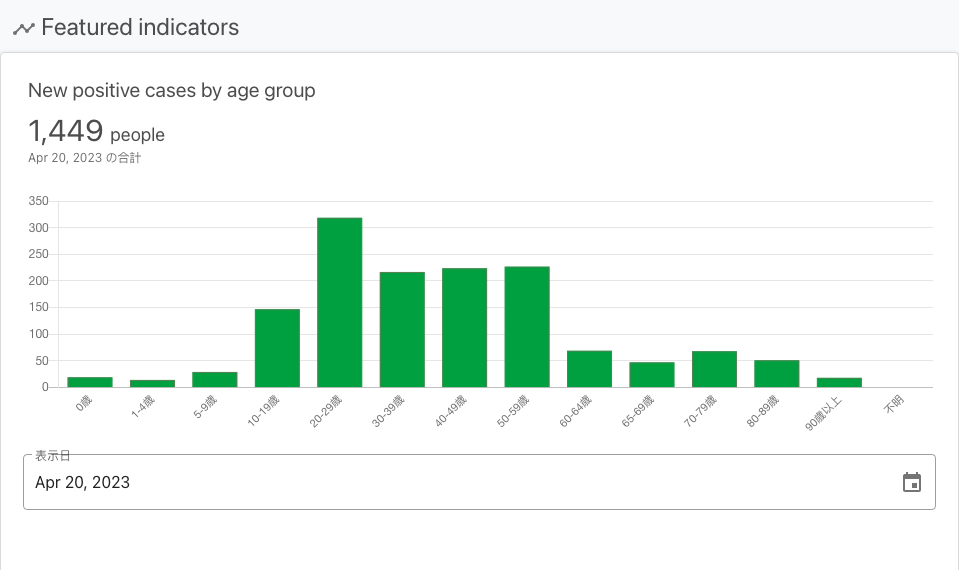 Featured indicators
New positive cases by age group
1,449 people
Apr 20, 2023 の合計
350
300
250
200
150
100
50
0
0歳
1-4歳
5-9歳
10-19歳
20-29歳
30-39歳
40-49歳
50-59歳
60-64歳
65-69歳
70-79歳
80-89歳
90歳以上
不明
表示日
Apr 20, 2023